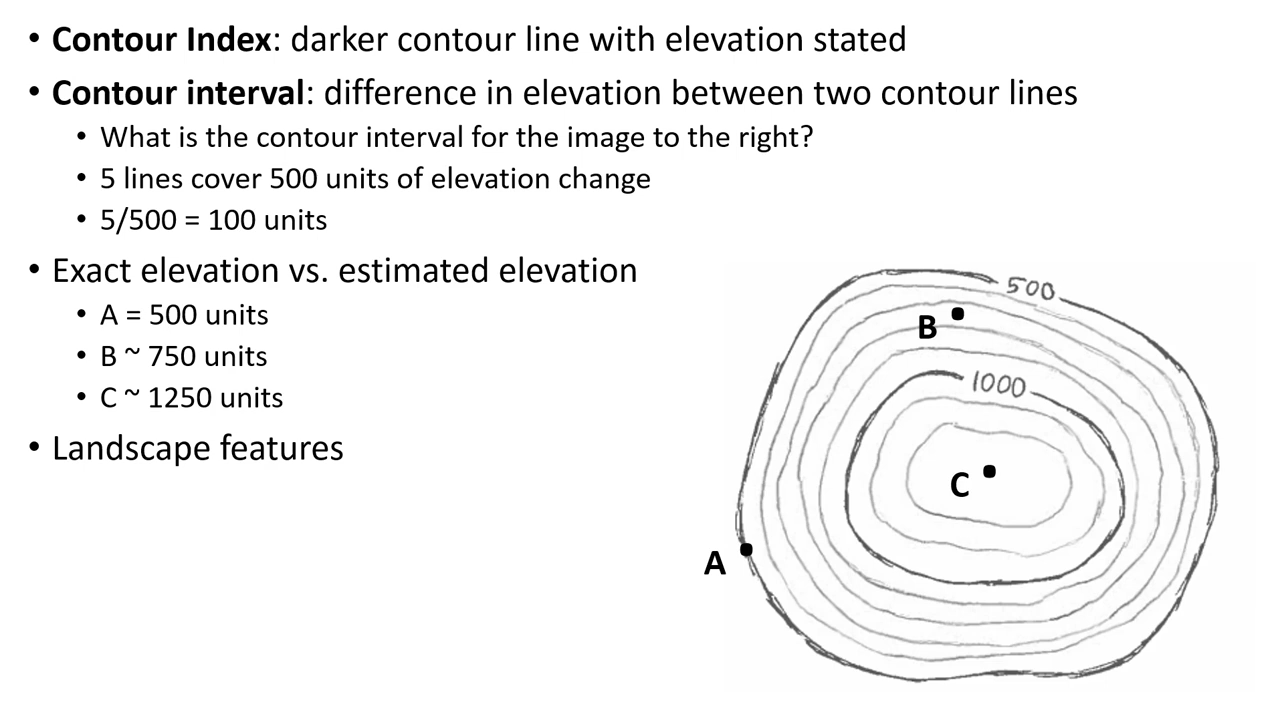 • Contour Index: darker contour line with elevation stated
• Contour interval: difference in elevation between two contour lines
• What is the contour interval for the image to the right?
• 5 lines cover 500 units of elevation change
• 5/500 = 100 units
• Exact elevation vs. estimated elevation
• A = 500 units
• B ~ 750 units
• C ~ 1250 units
• Landscape features
500
B
1000
C
A